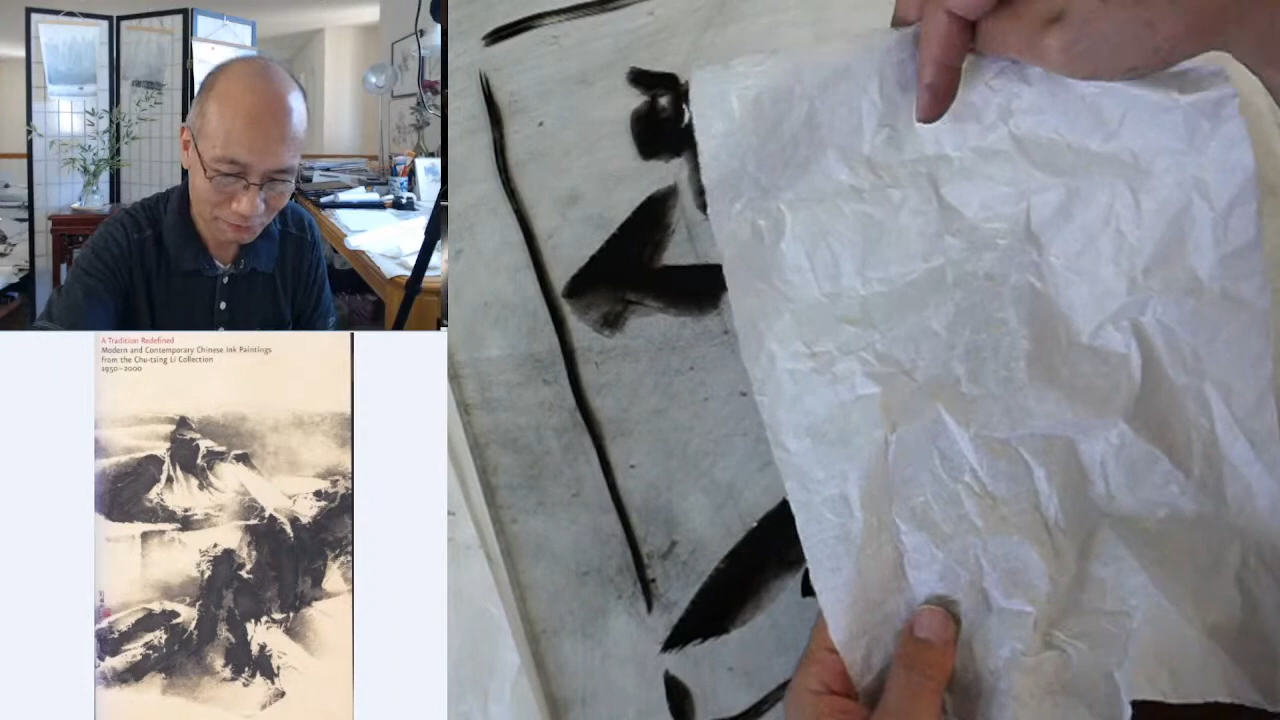 A Tradition Redefined
Modern and Contemporary Chinese Ink Paintings
from the Chu-tsing Li Collection
1950–2000